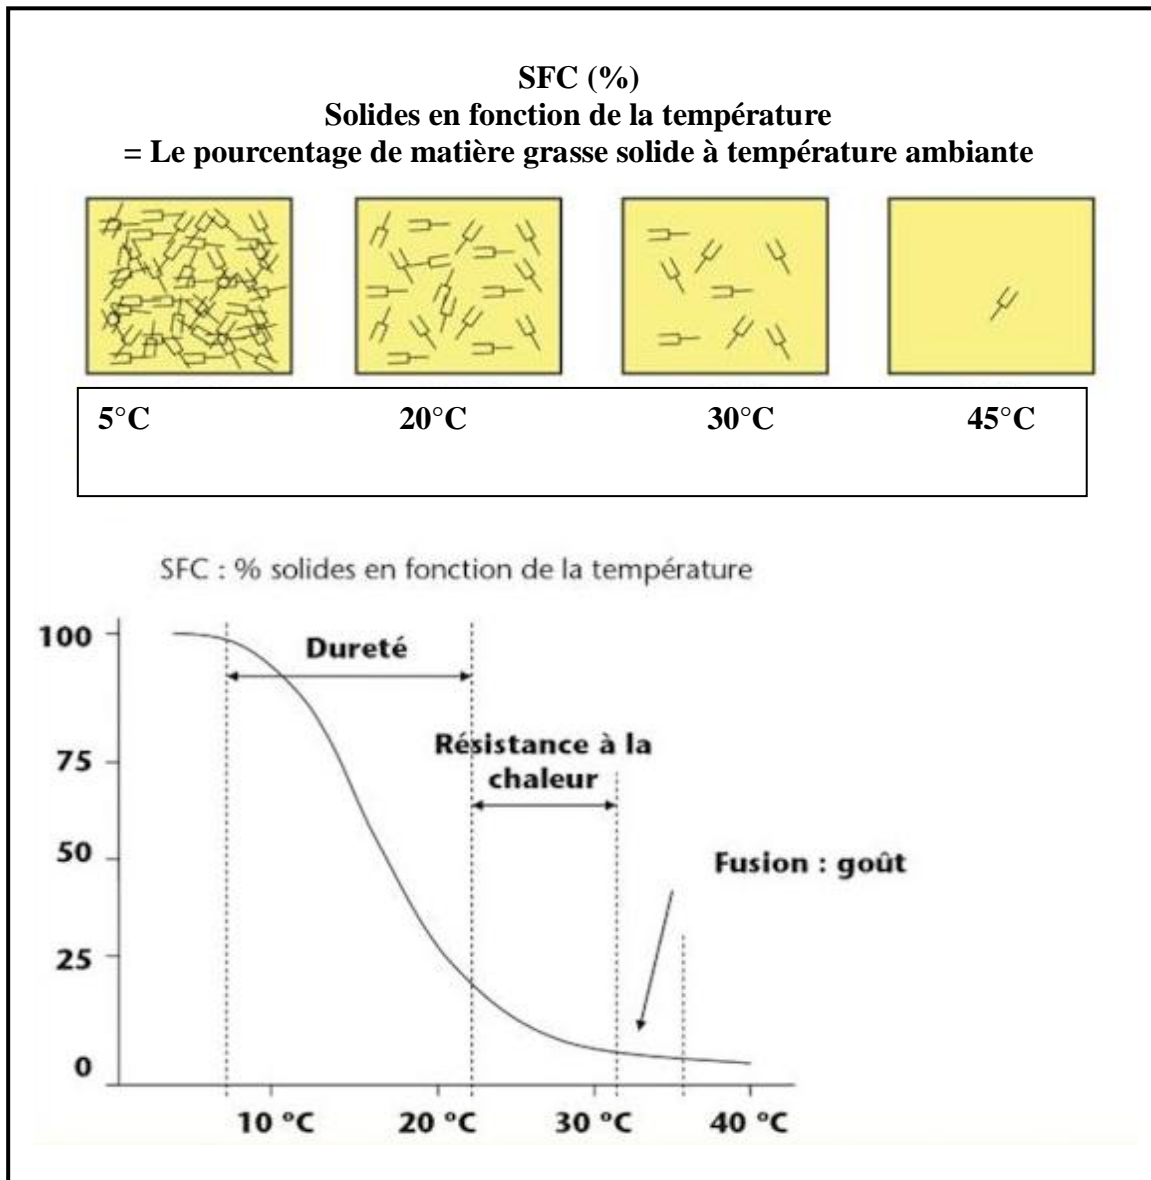 SFC (%)
Solides en fonction de la température
= Le pourcentage de matière grasse solide à température ambiante
5°C 20°C 30°C 45°C
SFC : % solides en fonction de la température
100
Dureté
75
Résistance à la
chaleur
50
Fusion : goût
25
0
10 °C 20 °C 30 °C 40 °C